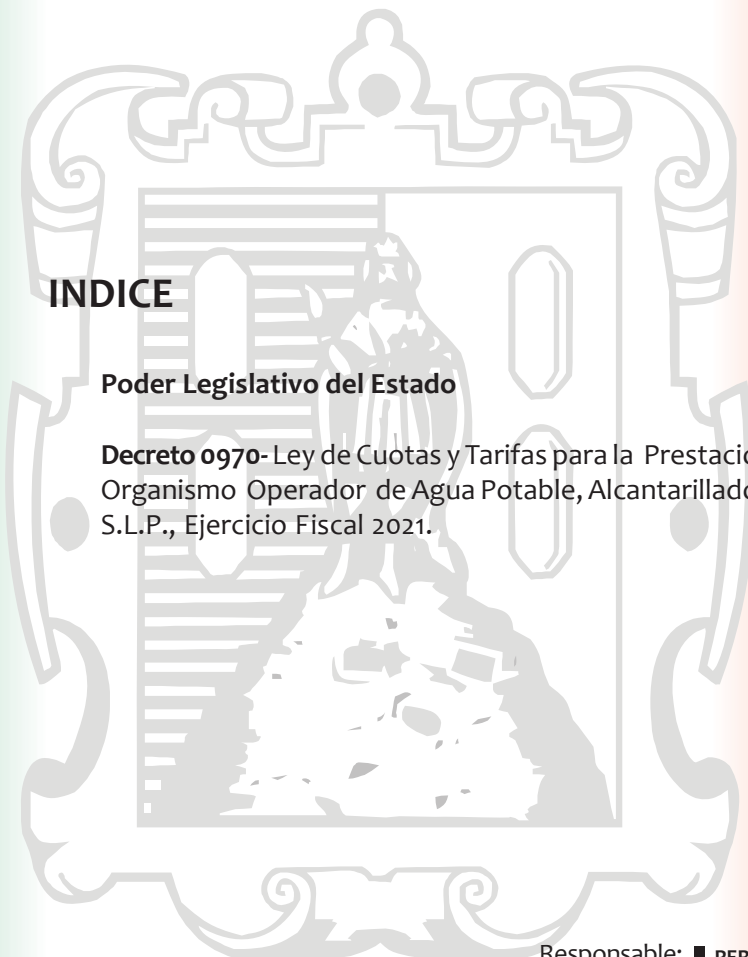 INDICE
Poder Legislativo del Estado
Decreto 0970- Ley de Cuotas y Tarifas para la
Organismo Operador de Agua Potable,
S.L.P., Ejercicio Fiscal 2021.
Responsable: